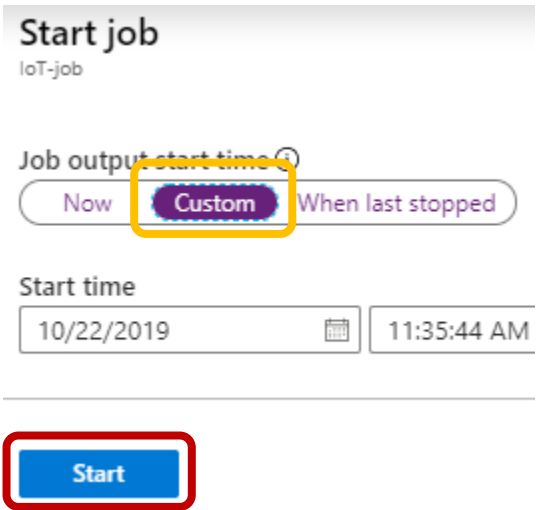 Start job
IoT-job
Job output start time
Now Custom When last stopped
Start time
10/22/2019 11:35:44 AM
Start